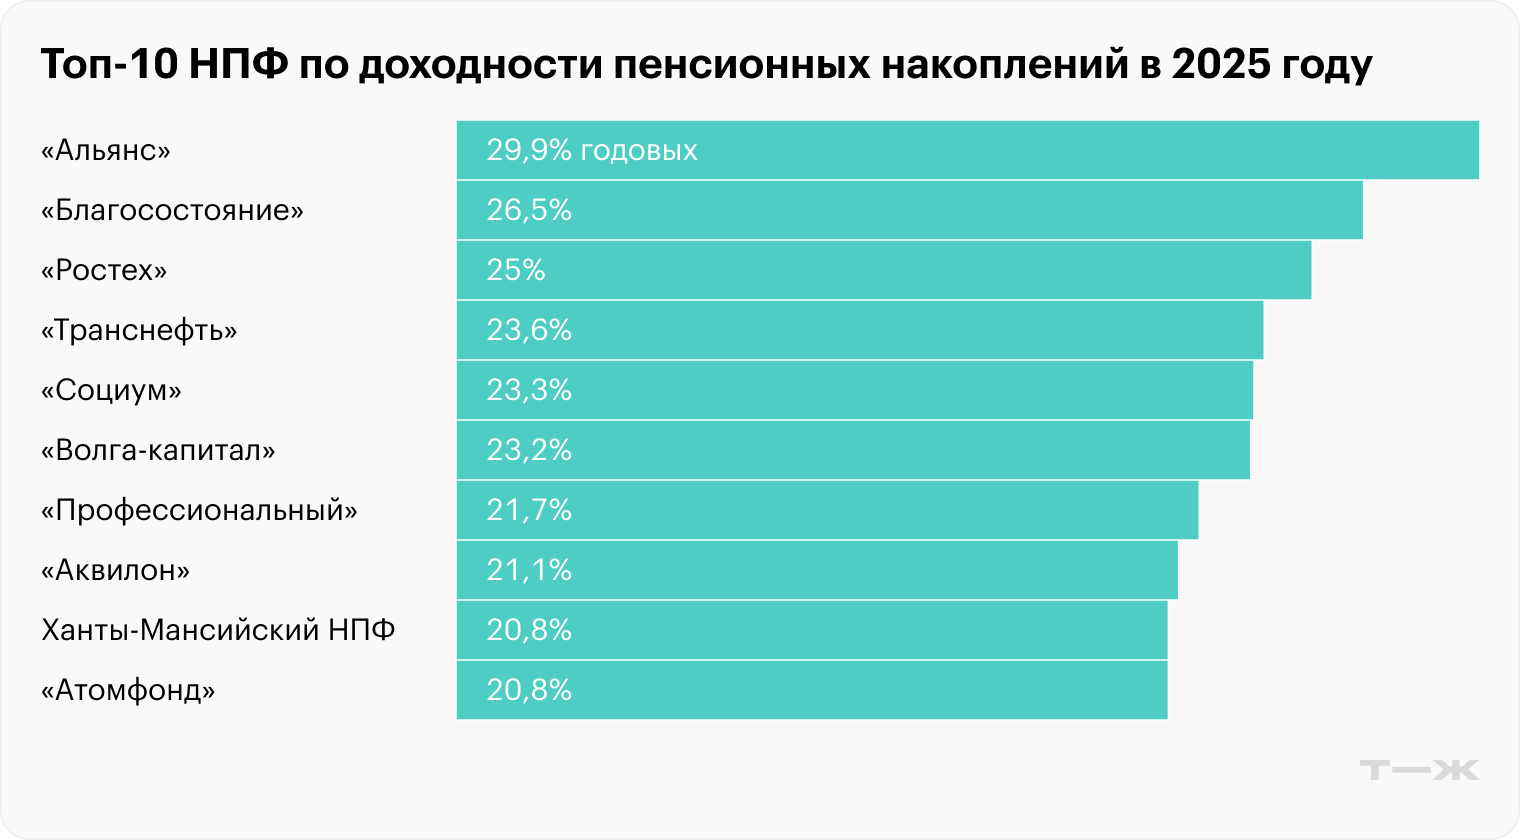 Топ-10 НПФ по доходности пенсионных накоплений в 2025 году
«Альянс» 29,9% годовых
«Благосостояние» 26,5%
«Ростех» 25%
«Транснефть» 23,6%
«Социум» 23,3%
«Волга-капитал» 23,2%
«Профессиональный» 21,7%
«Аквилон» 21,1%
Ханты-Мансийский НПФ 20,8%
«Атомфонд» 20,8%
Т—Ж